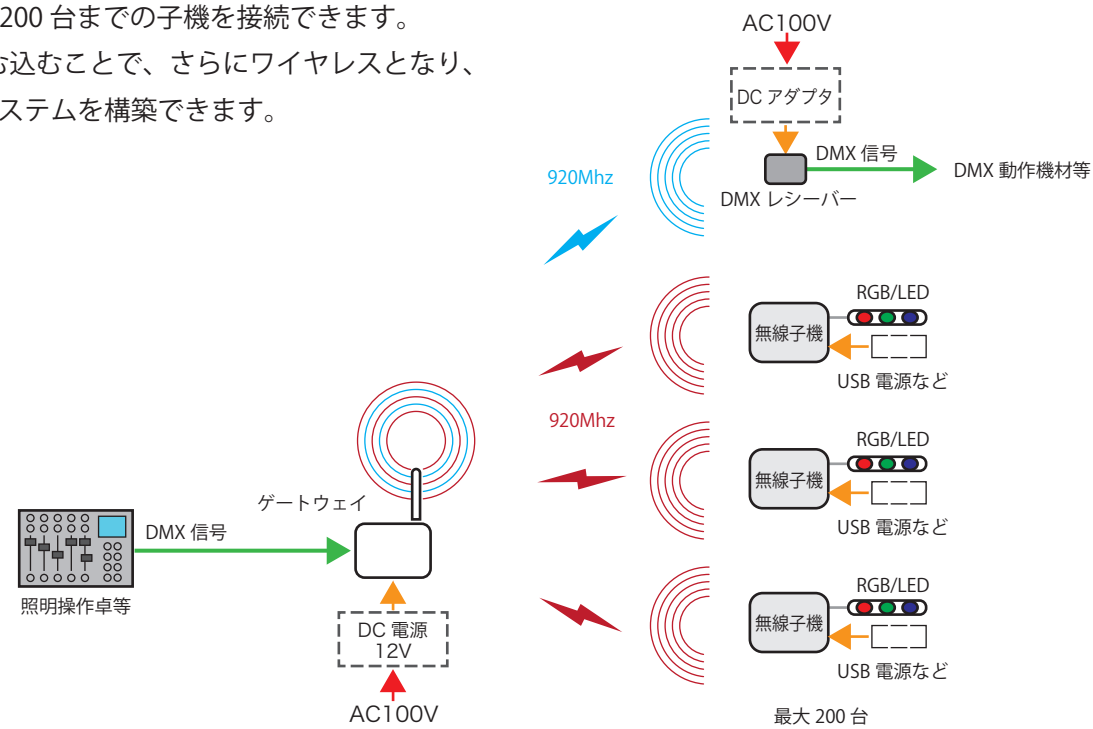 200 台までの子機を接続できます。
込むことで、さらにワイヤレスとなり、
ステムを構築できます。
AC100V
DC アダプタ
DMX 信号
DMX 動作機材等
DMX レシーバー
920Mhz
RGB/LED
無線子機
USB 電源など
920Mhz
RGB/LED
無線子機
USB 電源など
ゲートウェイ
DMX 信号
照明操作卓等
RGB/LED
無線子機
USB 電源など
DC 電源
12V
AC100V
最大 200 台